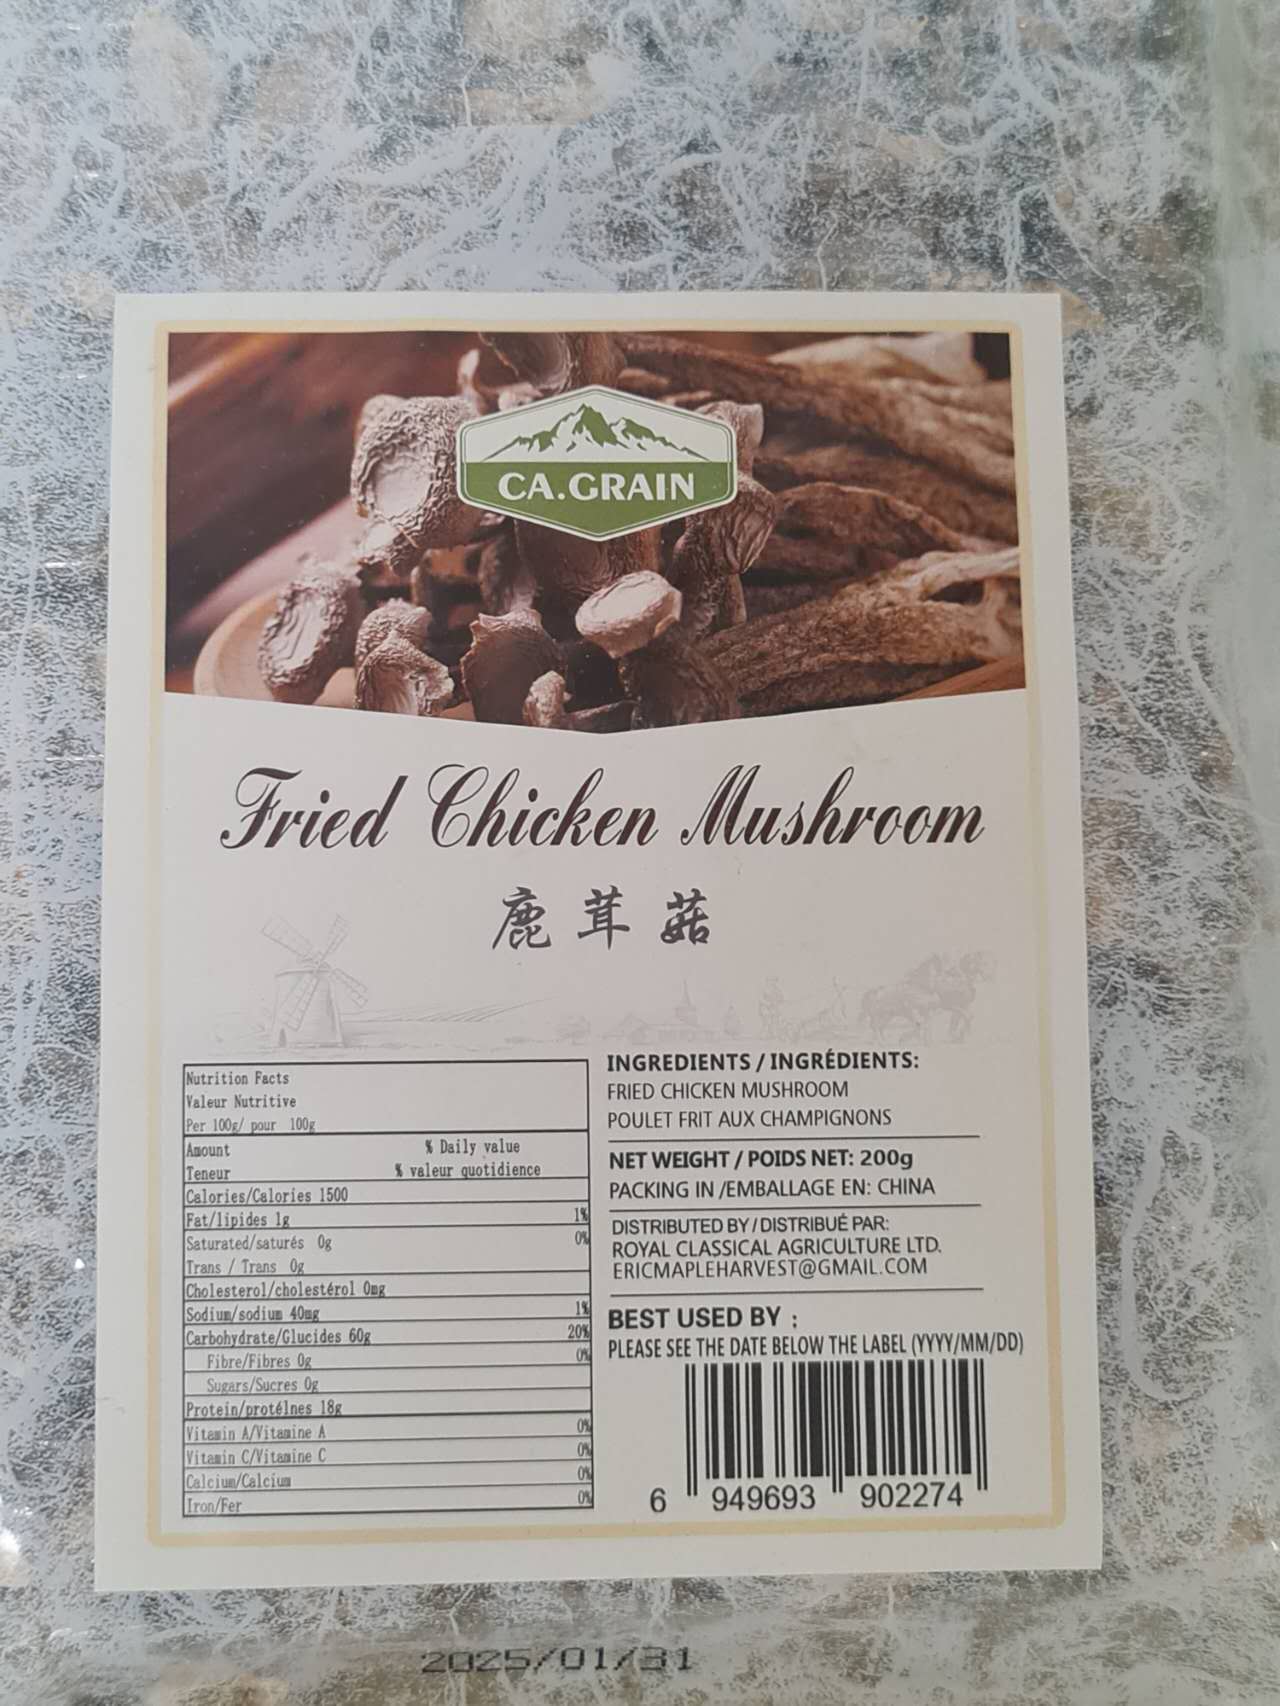 CA.GRAIN
Fried Chicken Mushroom
鹿茸菇
Nutrition Facts
Valeur Nutritive
Per 100g/ pour 100g
Amount % Daily value
Teneur % valeur quotidience
Calories/Calories 1500
Fat/lipides 1g 1%
Saturated/saturés 0g 0%
Trans / Trans 0g
Cholesterol/cholestérol 0mg
Sodium/sodium 40mg 1%
Carbohydrate/Glucides 60g 20%
Fibre/Fibres 0g 0%
Sugars/Sucres 0g
Protein/protélnes 18g
Vitamin A/Vitamine A 0%
Vitamin C/Vitamine C 0%
Calcium/Calcium 0%
Iron/Fer 0%
INGREDIENTS / INGRÉDIENTS:
FRIED CHICKEN MUSHROOM
POULET FRIT AUX CHAMPIGNONS
NET WEIGHT / POIDS NET: 200g
PACKING IN /EMBALLAGE EN: CHINA
DISTRIBUTED BY / DISTRIBUÉ PAR:
ROYAL CLASSICAL AGRICULTURE LTD.
ERICMAPLEHARVEST@GMAIL.COM
BEST USED BY :
PLEASE SEE THE DATE BELOW THE LABEL (YYYY/MM/DD)
6 949693 902274
2025/01/31